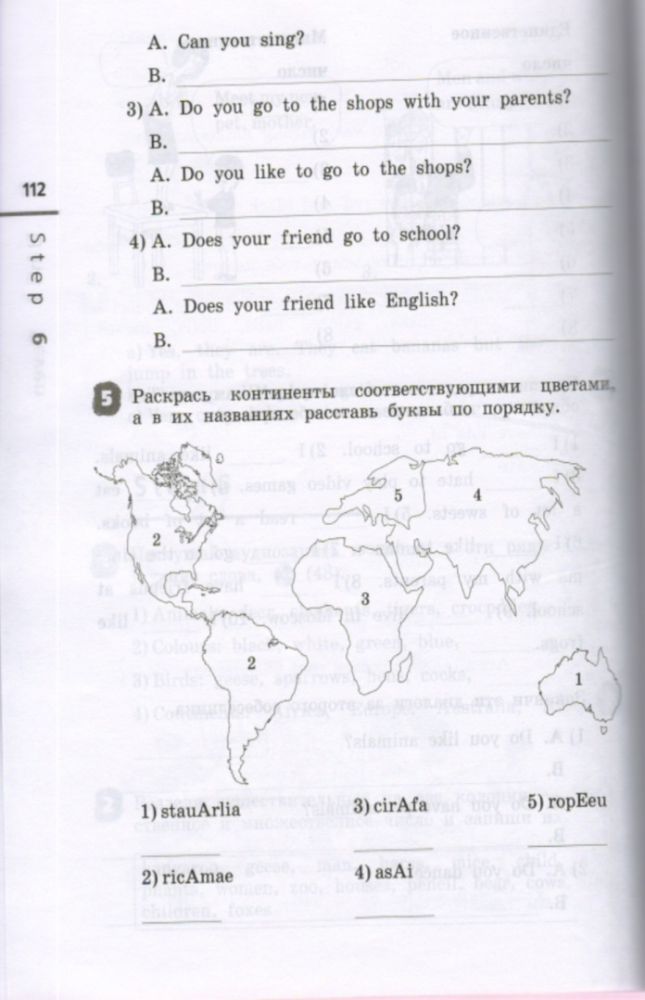 A. Can you sing?
B.
3) A. Do you go to the shops with your parents?
B.
A. Do you like to go to the shops?
B.
112
4) A. Does your friend go to school?
B.
A. Does your friend like English?
B.
Step 6
5 Раскрась континенты соответствующими цветами,
а в их названиях расставь буквы по порядку.
5 4
2
3
2
1
1) stauArlia 3) cirAfa 5) ropEeu
2) ricAmae 4) asAi